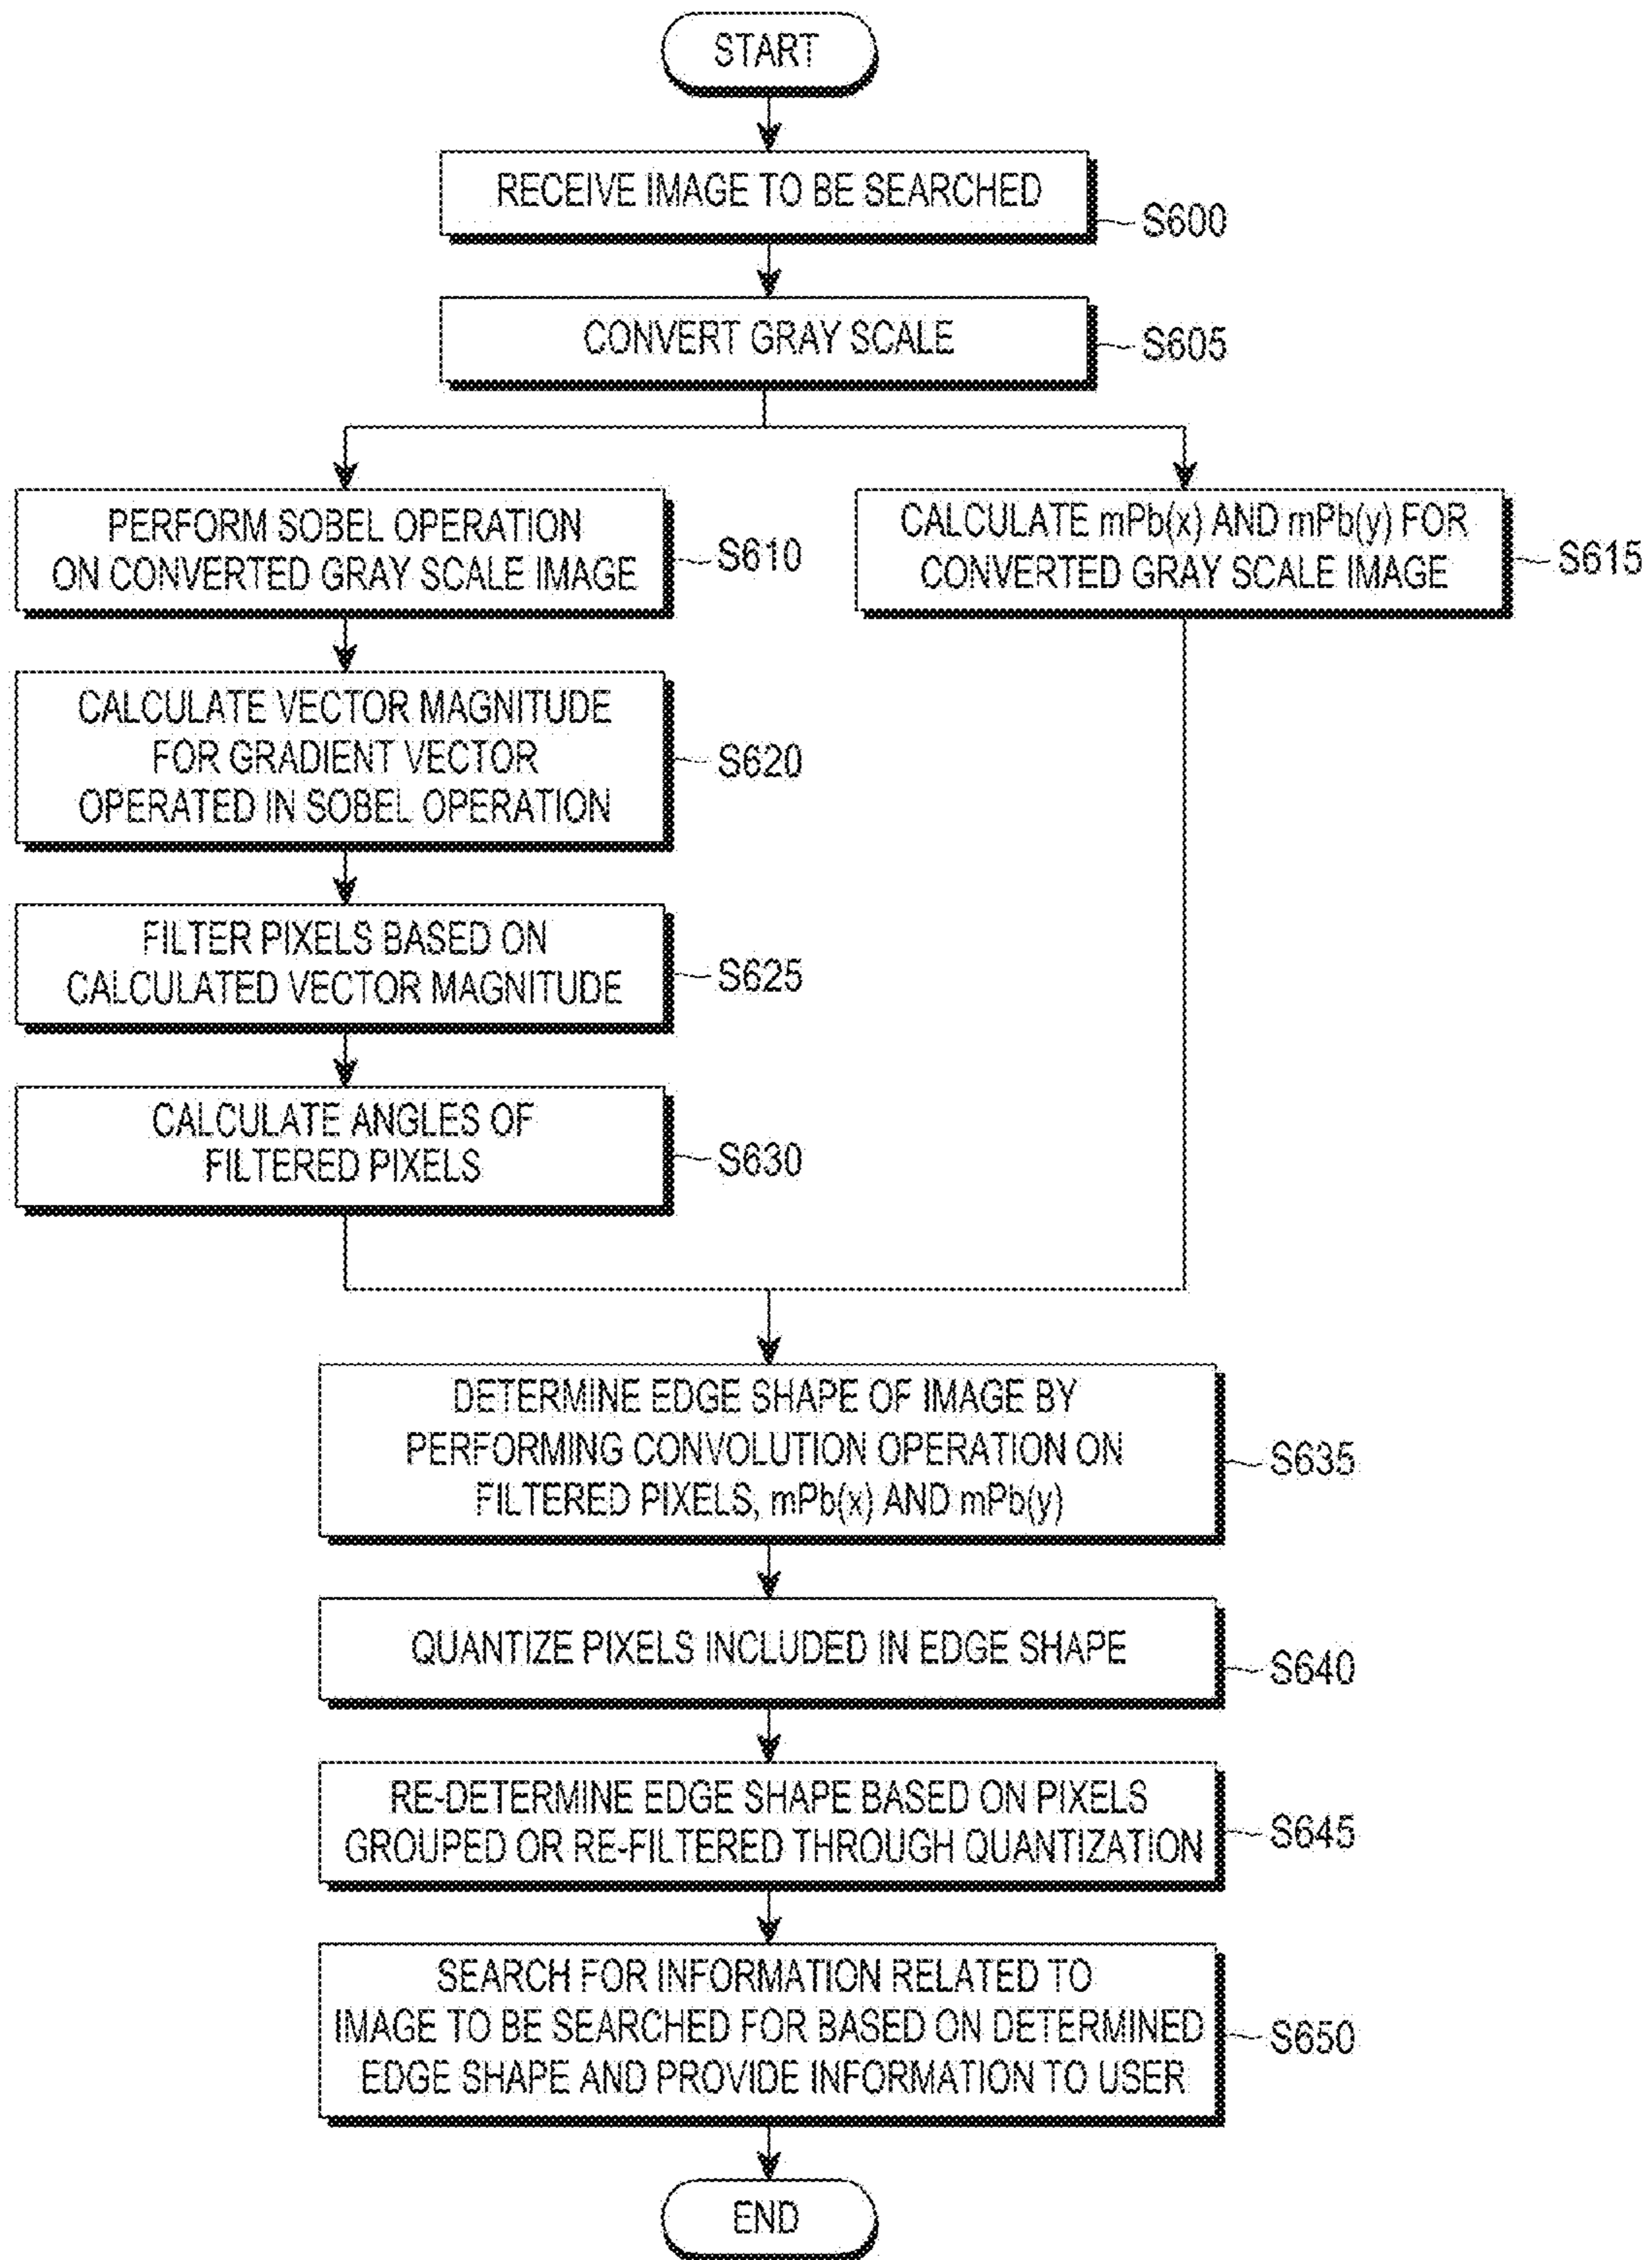 START
RECEIVE IMAGE TO BE SEARCHED
S600
CONVERT GRAY SCALE
S605
PERFORM SOBEL OPERATION
ON CONVERTED GRAY SCALE IMAGE
S610
CALCULATE mPb(x) AND mPb(y) FOR
CONVERTED GRAY SCALE IMAGE
S615
CALCULATE VECTOR MAGNITUDE
FOR GRADIENT VECTOR
OPERATED IN SOBEL OPERATION
S620
FILTER PIXELS BASED ON
CALCULATED VECTOR MAGNITUDE
S625
CALCULATE ANGLES OF
FILTERED PIXELS
S630
DETERMINE EDGE SHAPE OF IMAGE BY
PERFORMING CONVOLUTION OPERATION ON
FILTERED PIXELS, mPb(x) AND mPb(y)
S635
QUANTIZE PIXELS INCLUDED IN EDGE SHAPE
S640
RE-DETERMINE EDGE SHAPE BASED ON PIXELS
GROUPED OR RE-FILTERED THROUGH QUANTIZATION
S645
SEARCH FOR INFORMATION RELATED TO
IMAGE TO BE SEARCHED FOR BASED ON DETERMINED
EDGE SHAPE AND PROVIDE INFORMATION TO USER
S650
END